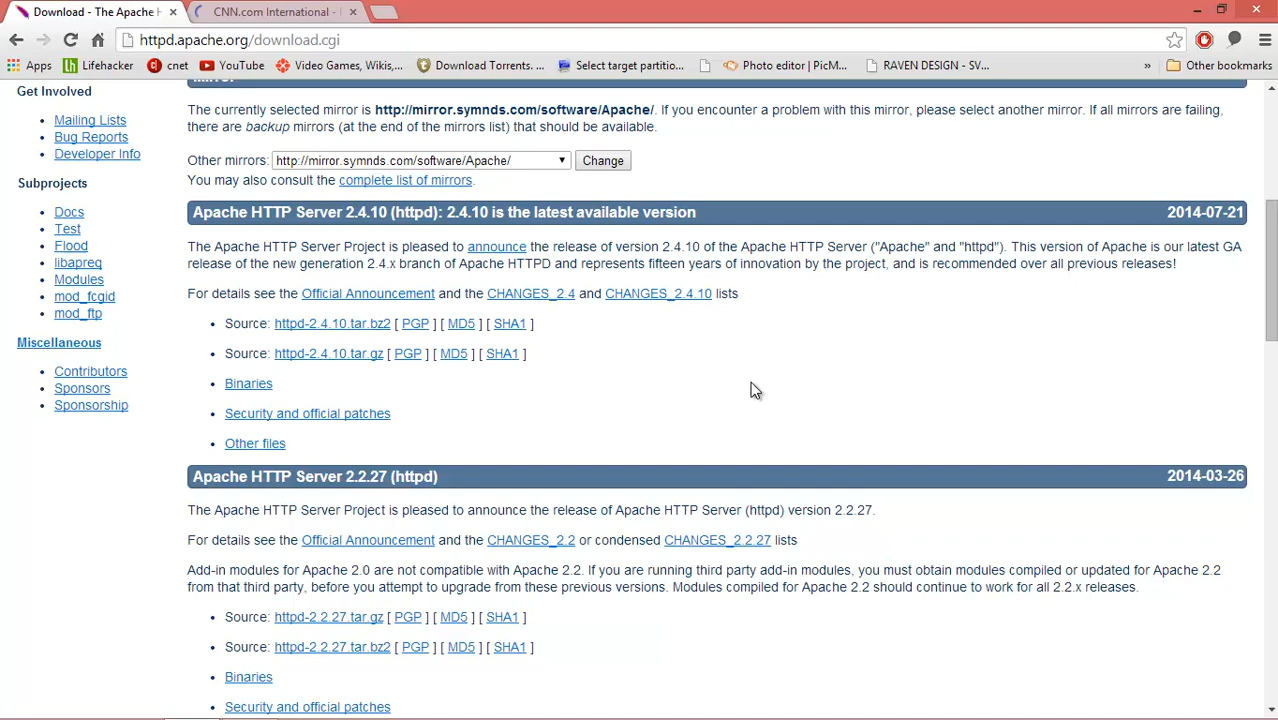 Download - The Apache H
CNN.com International -
httpd.apache.org/download.cgi
Apps
Lifehacker
cnet
YouTube
Video Games, Wikis,...
Download Torrents. ...
Select target partitio...
Photo editor | PicM...
RAVEN DESIGN - SV...
»
Other bookmarks
Get Involved
Mailing Lists
Bug Reports
Developer Info
Subprojects
Docs
Test
Flood
libapreq
Modules
mod_fcgid
mod_ftp
Miscellaneous
Contributors
Sponsors
Sponsorship
Mirror
The currently selected mirror is http://mirror.symnds.com/software/Apache/. If you encounter a problem with this mirror, please select another mirror. If all mirrors are failing,
there are backup mirrors (at the end of the mirrors list) that should be available.
Other mirrors: http://mirror.symnds.com/software/Apache/ Change
You may also consult the complete list of mirrors.
Apache HTTP Server 2.4.10 (httpd): 2.4.10 is the latest available version 2014-07-21
The Apache HTTP Server Project is pleased to announce the release of version 2.4.10 of the Apache HTTP Server ("Apache" and "httpd"). This version of Apache is our latest GA
release of the new generation 2.4.x branch of Apache HTTPD and represents fifteen years of innovation by the project, and is recommended over all previous releases!
For details see the Official Announcement and the CHANGES_2.4 and CHANGES_2.4.10 lists
Source: httpd-2.4.10.tar.bz2 [ PGP ] [ MD5 ] [ SHA1 ]
Source: httpd-2.4.10.tar.gz [ PGP ] [ MD5 ] [ SHA1 ]
Binaries
Security and official patches
Other files
Apache HTTP Server 2.2.27 (httpd) 2014-03-26
The Apache HTTP Server Project is pleased to announce the release of Apache HTTP Server (httpd) version 2.2.27.
For details see the Official Announcement and the CHANGES_2.2 or condensed CHANGES_2.2.27 lists
Add-in modules for Apache 2.0 are not compatible with Apache 2.2. If you are running third party add-in modules, you must obtain modules compiled or updated for Apache 2.2
from that third party, before you attempt to upgrade from these previous versions. Modules compiled for Apache 2.2 should continue to work for all 2.2.x releases.
Source: httpd-2.2.27.tar.gz [ PGP ] [ MD5 ] [ SHA1 ]
Source: httpd-2.2.27.tar.bz2 [ PGP ] [ MD5 ] [ SHA1 ]
Binaries
Security and official patches